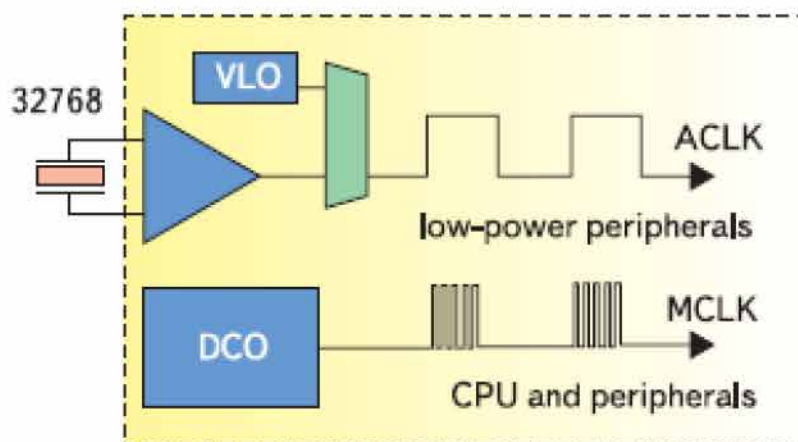 VLO
32768
ACLK
low-power peripherals
DCO
MCLK
CPU and peripherals